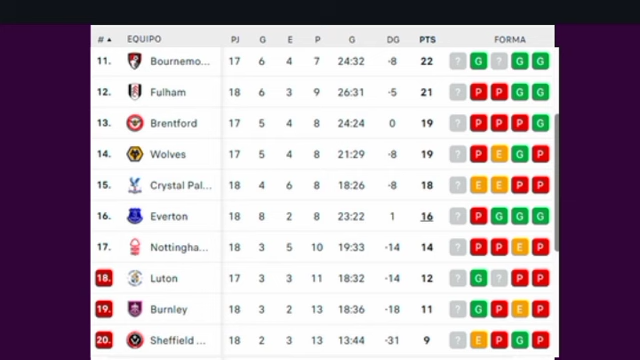 # EQUIPO PJ G E P G DG PTS FORMA
11. Bournemo... 17 6 4 7 24:32 -8 22 ? G ? G G
12. Fulham 18 6 3 9 26:31 -5 21 ? P P G G
13. Brentford 17 5 4 8 24:24 0 19 ? P P P G
14. Wolves 17 5 4 8 21:29 -8 19 ? P E G P
15. Crystal Pal... 18 4 6 8 18:26 -8 18 ? E E P P
16. Everton 18 8 2 8 23:22 1 16 ? P G G G
17. Nottingha... 18 3 5 10 19:33 -14 14 ? P P E P
18. Luton 17 3 3 11 18:32 -14 12 ? G ? P P
19. Burnley 18 3 2 13 18:36 -18 11 ? G P E P
20. Sheffield ... 18 2 3 13 13:44 -31 9 ? E P G P